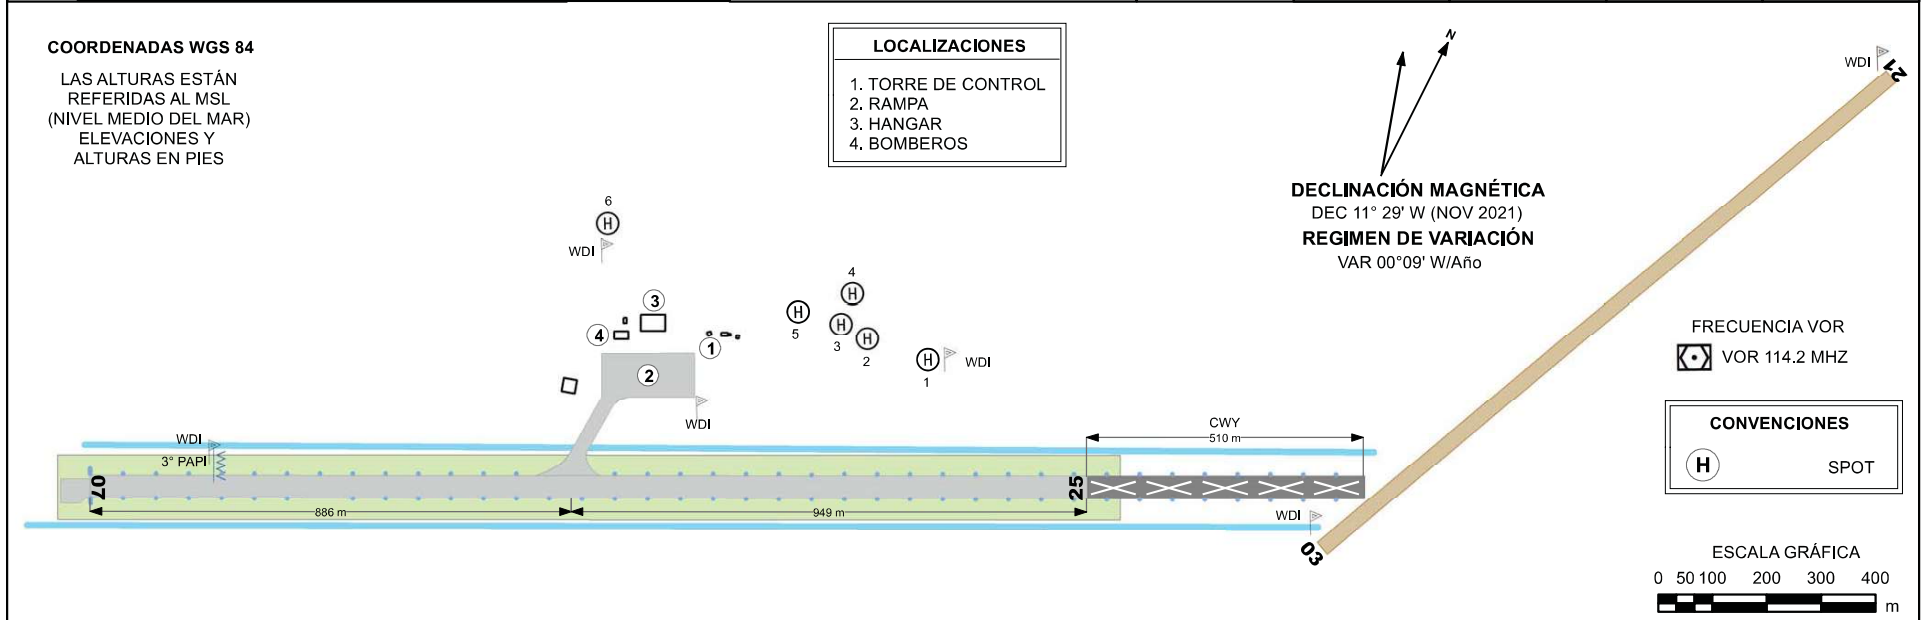 COORDENADAS WGS 84
LAS ALTURAS ESTÁN
REFERIDAS AL MSL
(NIVEL MEDIO DEL MAR)
ELEVACIONES Y
ALTURAS EN PIES
LOCALIZACIONES
1. TORRE DE CONTROL
2. RAMPA
3. HANGAR
4. BOMBEROS
N
DECLINACIÓN MAGNÉTICA
DEC 11° 29' W (NOV 2021)
REGIMEN DE VARIACIÓN
VAR 00°09' W/Año
WDI
21
6
H
WDI
3
4
1
2
WDI
H
5
4
H
H
3
H
2
H
1
WDI
FRECUENCIA VOR
VOR 114.2 MHZ
CONVENCIONES
H SPOT
WDI
3° PAPI
07
886 m
949 m
25
CWY
510 m
WDI
03
ESCALA GRÁFICA
0 50 100 200 300 400
m